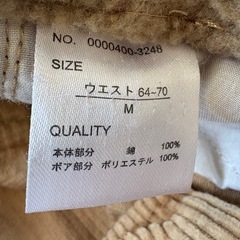 NO. 0000400-3248
SIZE
ウエスト 64-70
M
QUALITY
本体部分 綿 100%
ボア部分 ポリエステル 100%